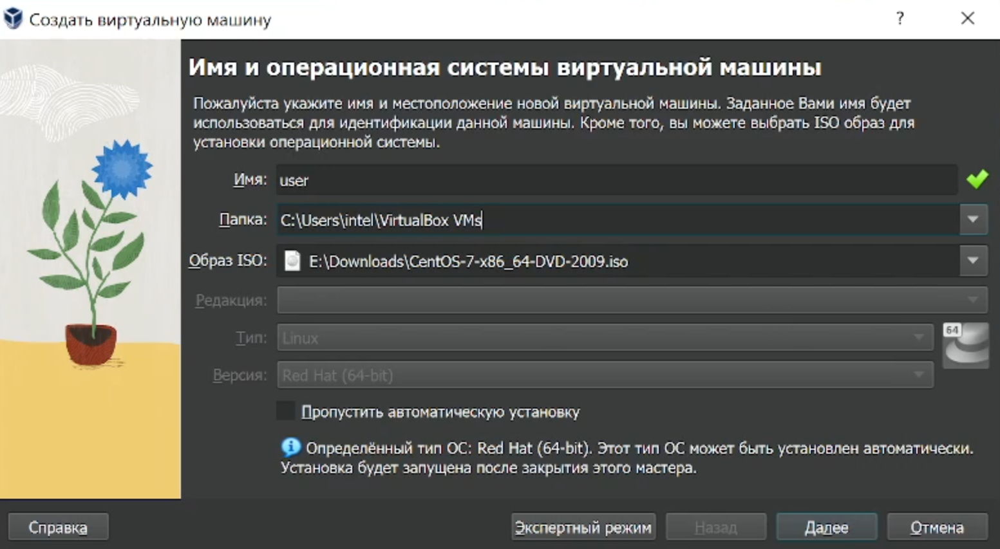 Создать виртуальную машину
?
Имя и операционная системы виртуальной машины
Пожалуйста укажите имя и местоположение новой виртуальной машины. Заданное Вами имя будет
использоваться для идентификации данной машины. Кроме того, вы можете выбрать ISO образ для
установки операционной системы.
Имя: user
Папка: C:\Users\intel\VirtualBox VMs
Образ ISO: E:\Downloads\CentOS-7-x86_64-DVD-2009.iso
Редакция:
Тип: Linux 64
Версия: Red Hat (64-bit)
Пропустить автоматическую установку
Определённый тип ОС: Red Hat (64-bit). Этот тип ОС может быть установлен автоматически.
Установка будет запущена после закрытия этого мастера.
Справка Экспертный режим Назад Далее Отмена